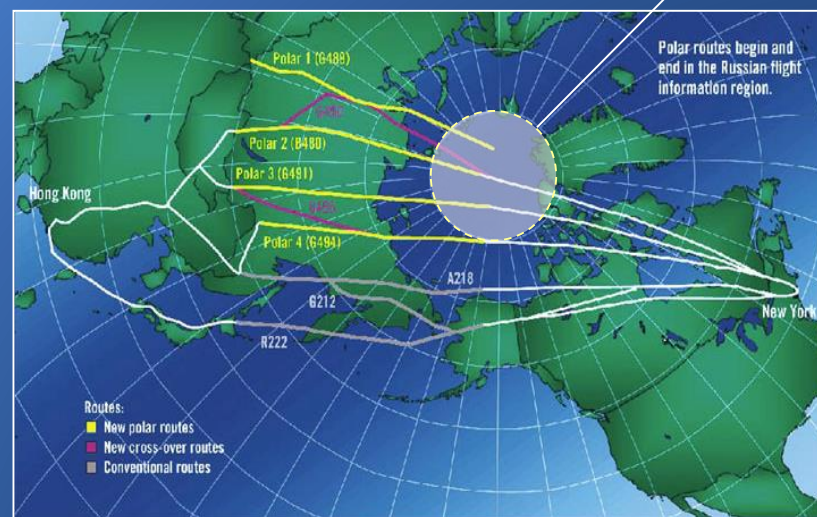 Polar routes begin and
end in the Russian flight
information region.
Polar 1 (G488)
Polar 2 (B480)
Polar 3 (G491)
Hong Kong
Polar 4 (G494)
A218
G212
New York
R222
Routes:
New polar routes
New cross-over routes
Conventional routes